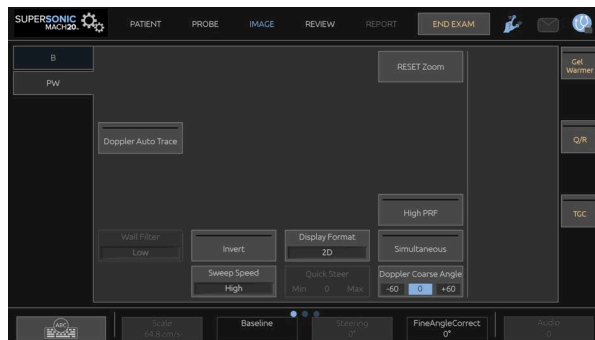 SUPERSONIC
MACH20.
PATIENT
PROBE
IMAGE
REVIEW
REPORT
END EXAM
B
PW
RESET Zoom
Gel
Warmer
Doppler Auto Trace
Q/R
High PRF
TGC
Wall Filter
Low
Invert
Display Format
2D
Simultaneous
Sweep Speed
High
Quick Steer
Min 0 Max
Doppler Coarse Angle
-60 0 +60
ABC
Scale
64.8 cm/s
Baseline
Steering
0°
FineAngleCorrect
0°
Audio
0